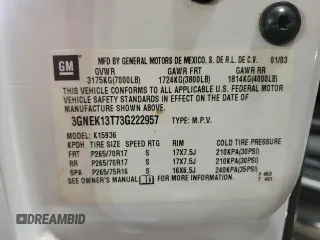 GM
MFD BY GENERAL MOTORS DE MEXICO, S. DE R.L. DE C.V. 01/03
GVWR GAWR FRT GAWR RR
3175KG(7000LB) 1724KG(3800LB) 1814KG(4000LB)
THIS VEHICLE CONFORMS TO ALL APPLICABLE U.S. FEDERAL MOTOR
VEHICLE SAFETY STANDARDS IN EFFECT ON THE DATE OF
MANUFACTURE SHOWN ABOVE.
3GNEK13T73G222957 TYPE: M.P.V.
MODEL: K15936
KPDH TIRE SIZE SPEED RTG RIM COLD TIRE PRESSURE
FRT P265/70R17 S 17X7.5J 210KPA(30PSI)
RR P265/70R17 S 17X7.5J 210KPA(30PSI)
SPA P265/75R16 S 16X6.5J 240KPA(35PSI)
SEE OWNER'S MANUAL FOR ADDITIONAL INFORMATION
T 401
DREAMBID